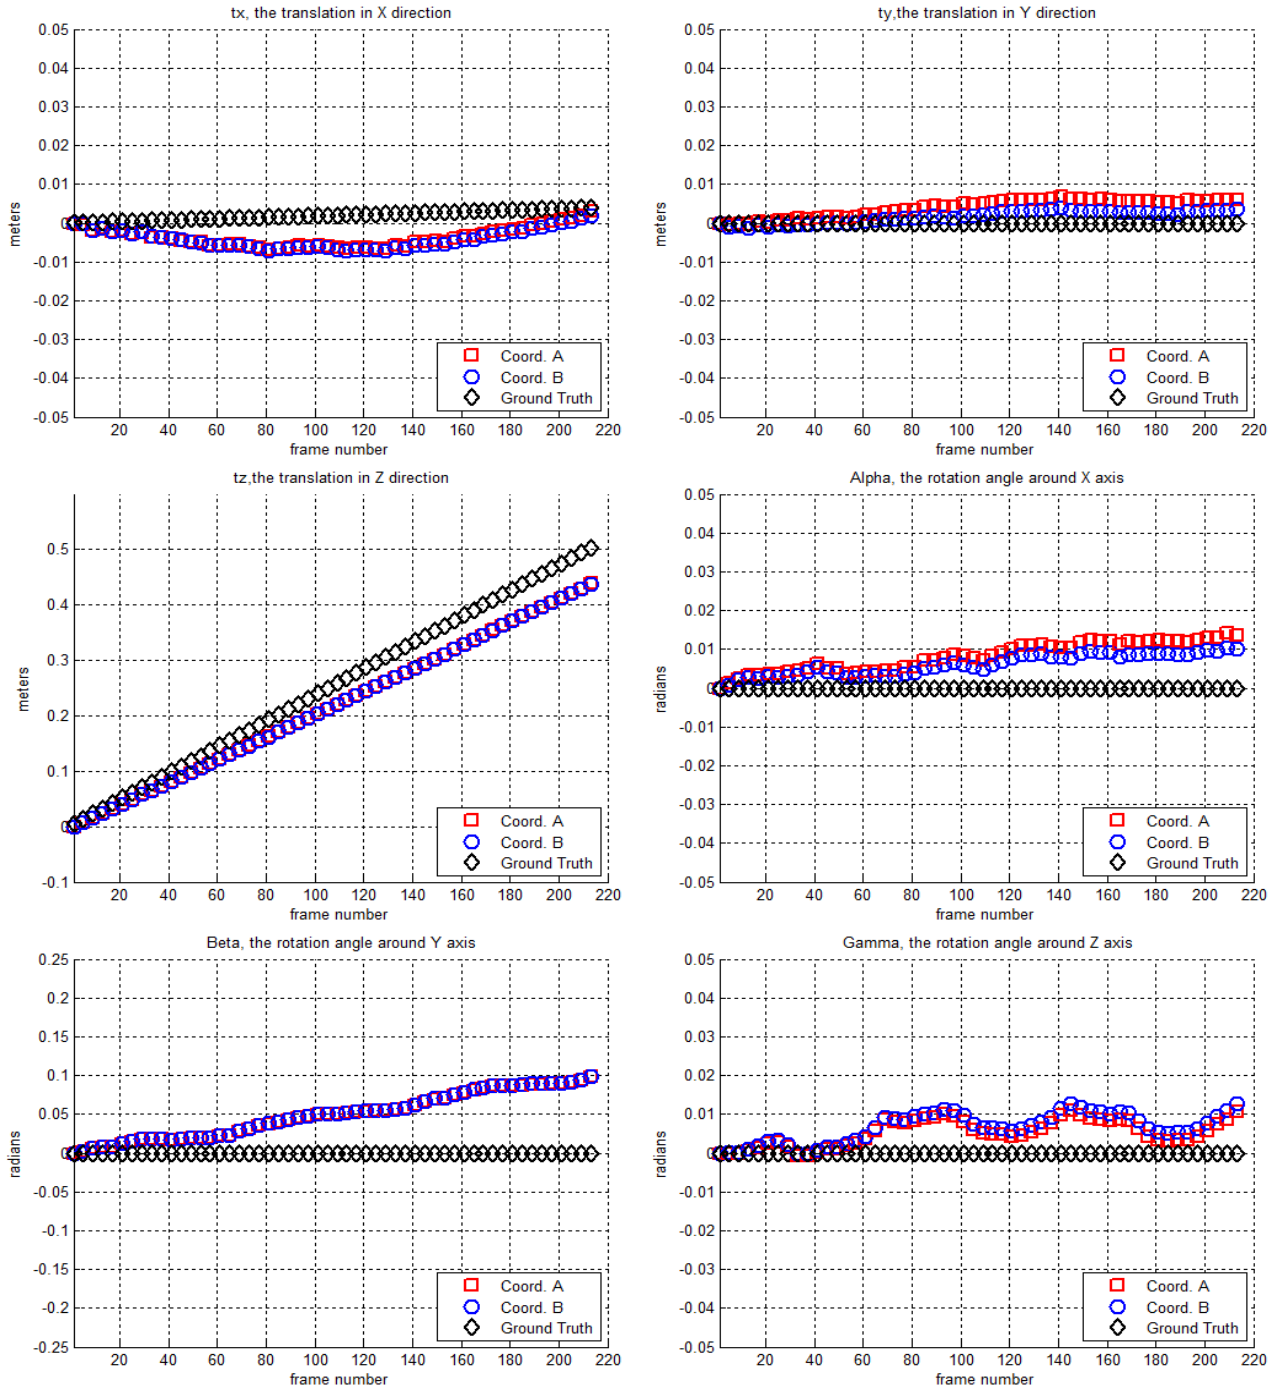 tx, the translation in X direction
0.05
0.04
0.03
0.02
0.01
0
-0.01
-0.02
-0.03
-0.04
-0.05
meters
20 40 60 80 100 120 140 160 180 200 220
frame number
Coord. A
Coord. B
Ground Truth
ty,the translation in Y direction
0.05
0.04
0.03
0.02
0.01
0
-0.01
-0.02
-0.03
-0.04
-0.05
meters
20 40 60 80 100 120 140 160 180 200 220
frame number
Coord. A
Coord. B
Ground Truth
tz,the translation in Z direction
0.5
0.4
0.3
0.2
0.1
0
-0.1
meters
20 40 60 80 100 120 140 160 180 200 220
frame number
Coord. A
Coord. B
Ground Truth
Alpha, the rotation angle around X axis
0.05
0.04
0.03
0.02
0.01
0
-0.01
-0.02
-0.03
-0.04
-0.05
radians
20 40 60 80 100 120 140 160 180 200 220
frame number
Coord. A
Coord. B
Ground Truth
Beta, the rotation angle around Y axis
0.25
0.2
0.15
0.1
0.05
0
-0.05
-0.1
-0.15
-0.2
-0.25
radians
20 40 60 80 100 120 140 160 180 200 220
frame number
Coord. A
Coord. B
Ground Truth
Gamma, the rotation angle around Z axis
0.05
0.04
0.03
0.02
0.01
0
-0.01
-0.02
-0.03
-0.04
-0.05
radians
20 40 60 80 100 120 140 160 180 200 220
frame number
Coord. A
Coord. B
Ground Truth